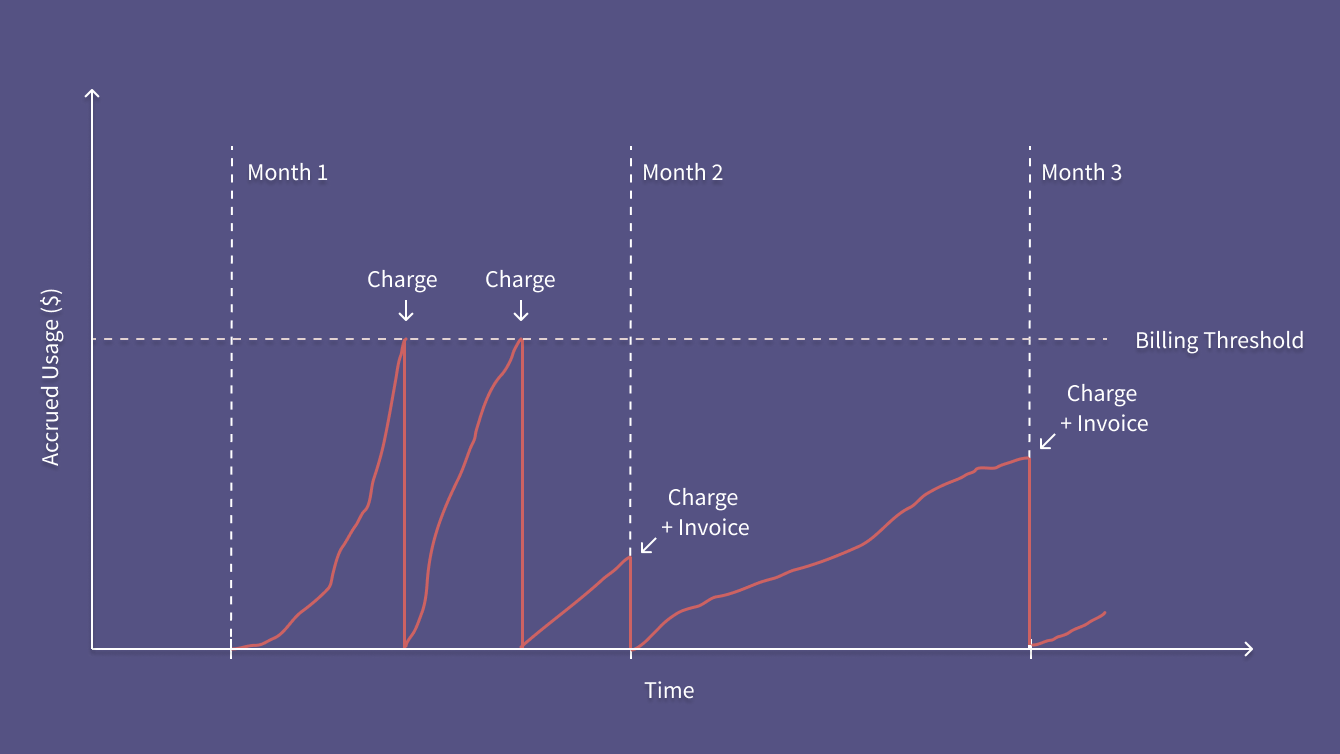 Month 1
Month 2
Month 3
Charge
Charge
Accrued Usage ($)
Billing Threshold
Charge
+ Invoice
Charge
+ Invoice
Time